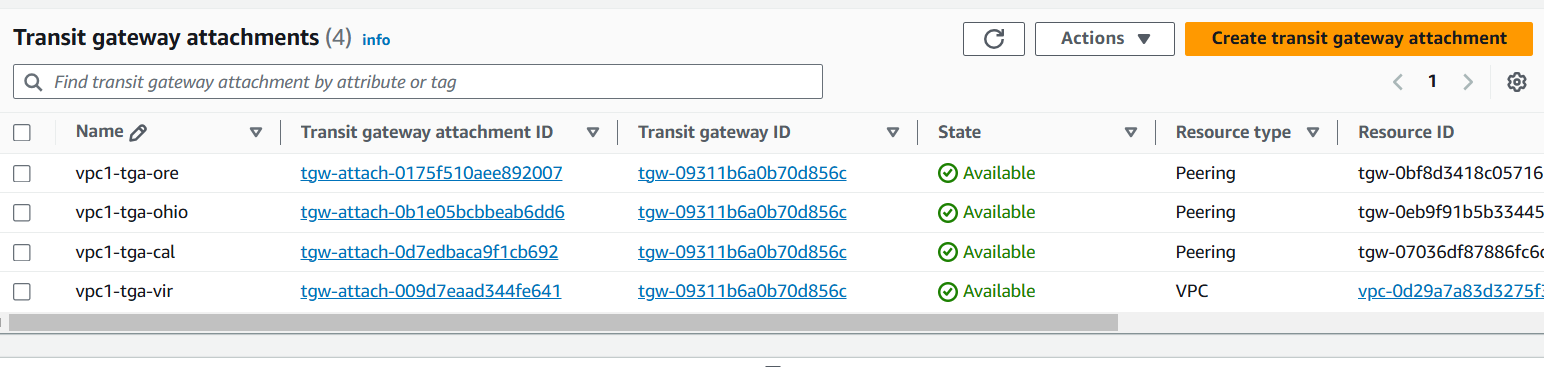 Transit gateway attachments (4) info
Actions
Create transit gateway attachment
Find transit gateway attachment by attribute or tag
1
Name Transit gateway attachment ID Transit gateway ID State Resource type Resource ID
vpc1-tga-ore tgw-attach-0175f510aee892007 tgw-09311b6a0b70d856c Available Peering tgw-0bf8d3418c05716
vpc1-tga-ohio tgw-attach-0b1e05bcbbeab6dd6 tgw-09311b6a0b70d856c Available Peering tgw-0eb9f91b5b33445
vpc1-tga-cal tgw-attach-0d7edbaca9f1cb692 tgw-09311b6a0b70d856c Available Peering tgw-07036df87886fc6c
vpc1-tga-vir tgw-attach-009d7eaad344fe641 tgw-09311b6a0b70d856c Available VPC vpc-0d29a7a83d3275f3